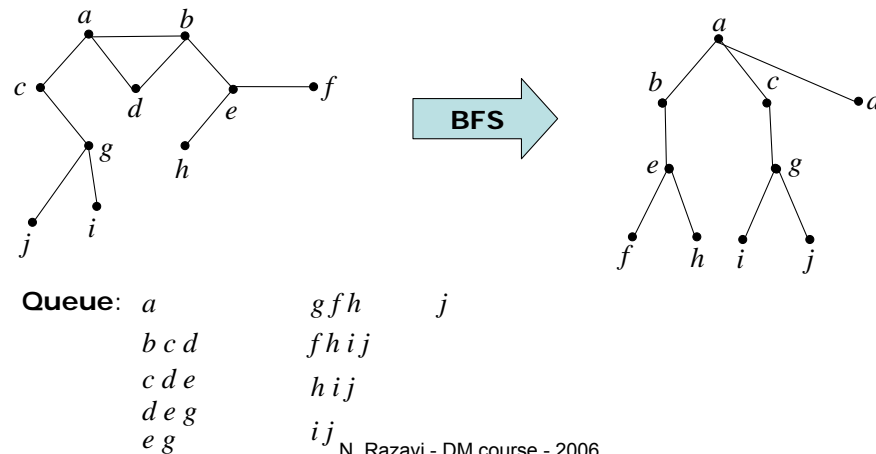 a b
c d e f
g h
j i
BFS
a
b c d
e g
f h i j
Queue: a g f h j
b c d f h i j
c d e h i j
d e g i j
e g
N. Razavi - DM course - 2006